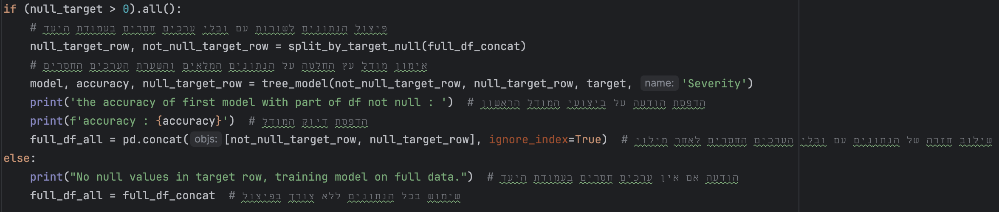 if (null_target > 0).all():
# פיצול הנתונים לשורות עם ובלי ערכים חסרים בעמודת היעד
null_target_row, not_null_target_row = split_by_target_null(full_df_concat)
# אימון מודל עץ החלטה על הנתונים המלאים והשערת הערכים החסרים
model, accuracy, null_target_row = tree_model(not_null_target_row, null_target_row, target, name: 'Severity')
print('the accuracy of first model with part of df not null : ')  # הדפסת הודעה על ביצועי המודל הראשון
print(f'accuracy : {accuracy}')  # הדפסת דיוק המודל
full_df_all = pd.concat( objs: [not_null_target_row, null_target_row], ignore_index=True)  # שילוב חזרה של הנתונים עם ובלי הערכים החסרים לאחר מילוי
else:
print("No null values in target row, training model on full data.")  # הודעה אם אין ערכים חסרים בעמודת היעד
full_df_all = full_df_concat  # שימוש בכל הנתונים ללא צורך בפיצול